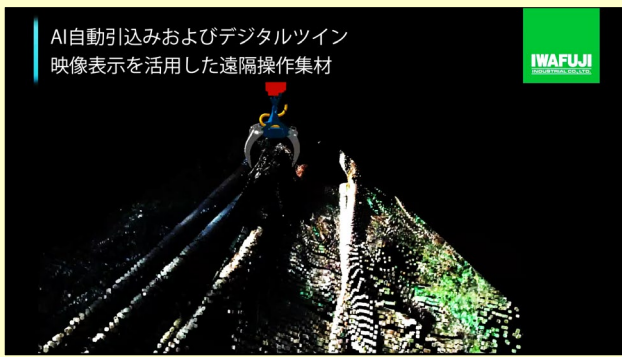 AI自動引込みおよびデジタルツイン
映像表示を活用した遠隔操作集材
IWAFUJI
INDUSTRIAL CO.,LTD.